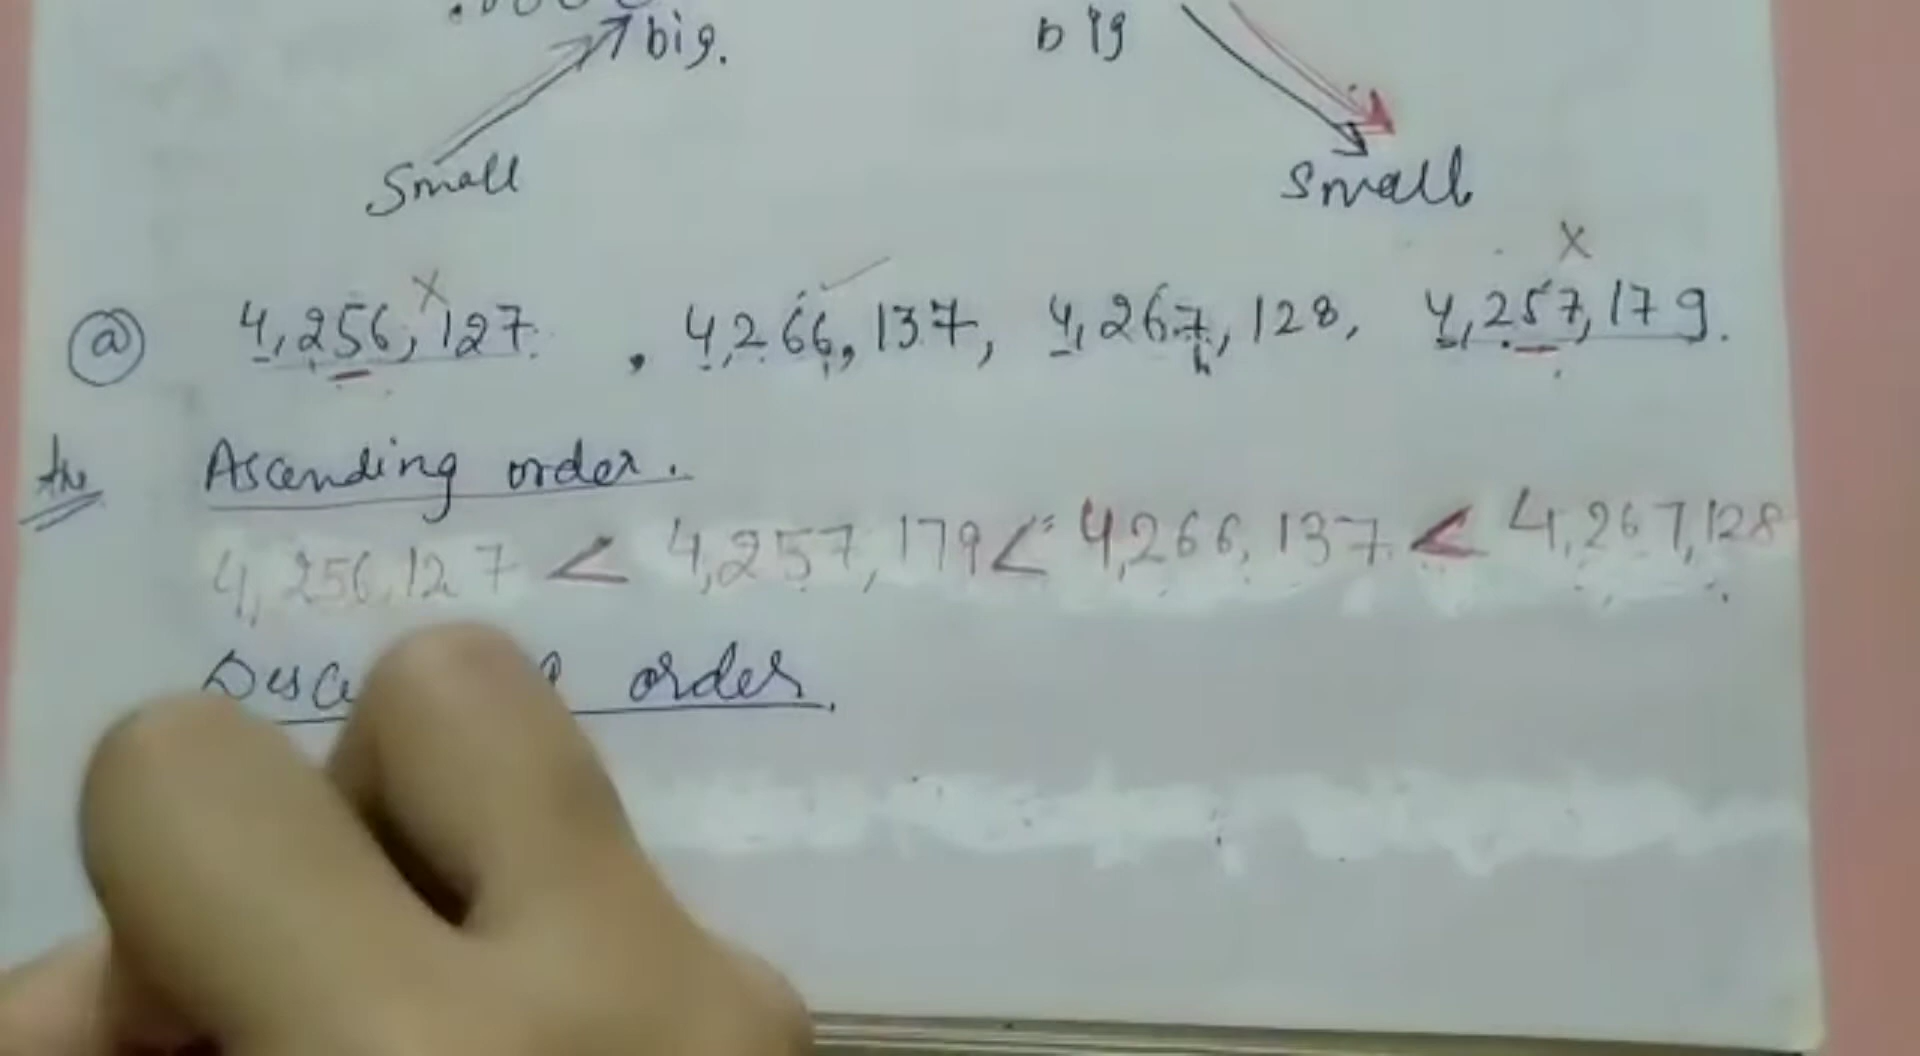 big. big
Small Small
a 4,256,127 , 4,266,137, 4,267,128, 4,257,179.
Ascending order.
4,256,127 < 4,257,179 < 4,266,137 < 4,267,128
order.